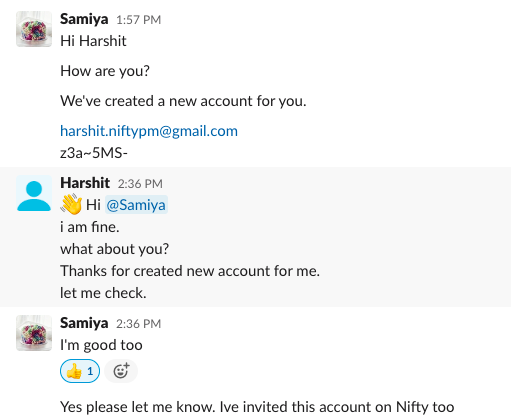 Samiya 1:57 PM
Hi Harshit
How are you?
We've created a new account for you.
harshit.niftypm@gmail.com
z3a~5MS-
Harshit 2:36 PM
👋 Hi @Samiya
i am fine.
what about you?
Thanks for created new account for me.
let me check.
Samiya 2:36 PM
I'm good too
👍 1
Yes please let me know. Ive invited this account on Nifty too